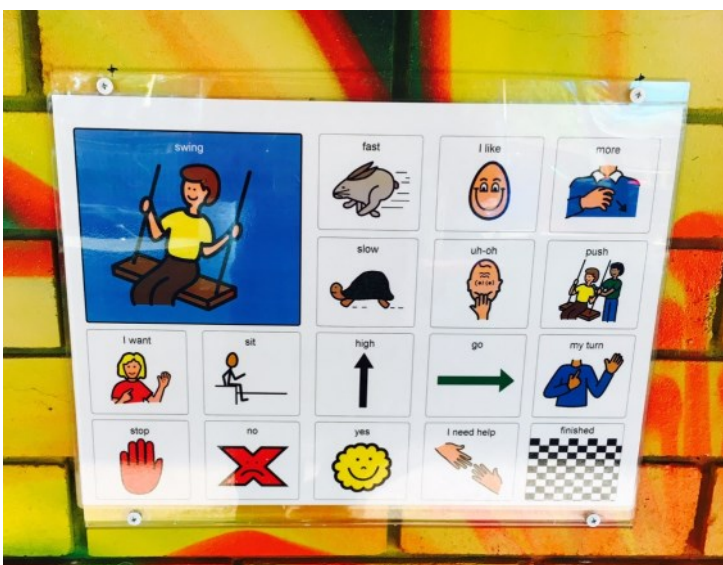 swing
fast
I like
more
slow
uh-oh
push
I want
sit
high
go
my turn
stop
no
yes
I need help
finished